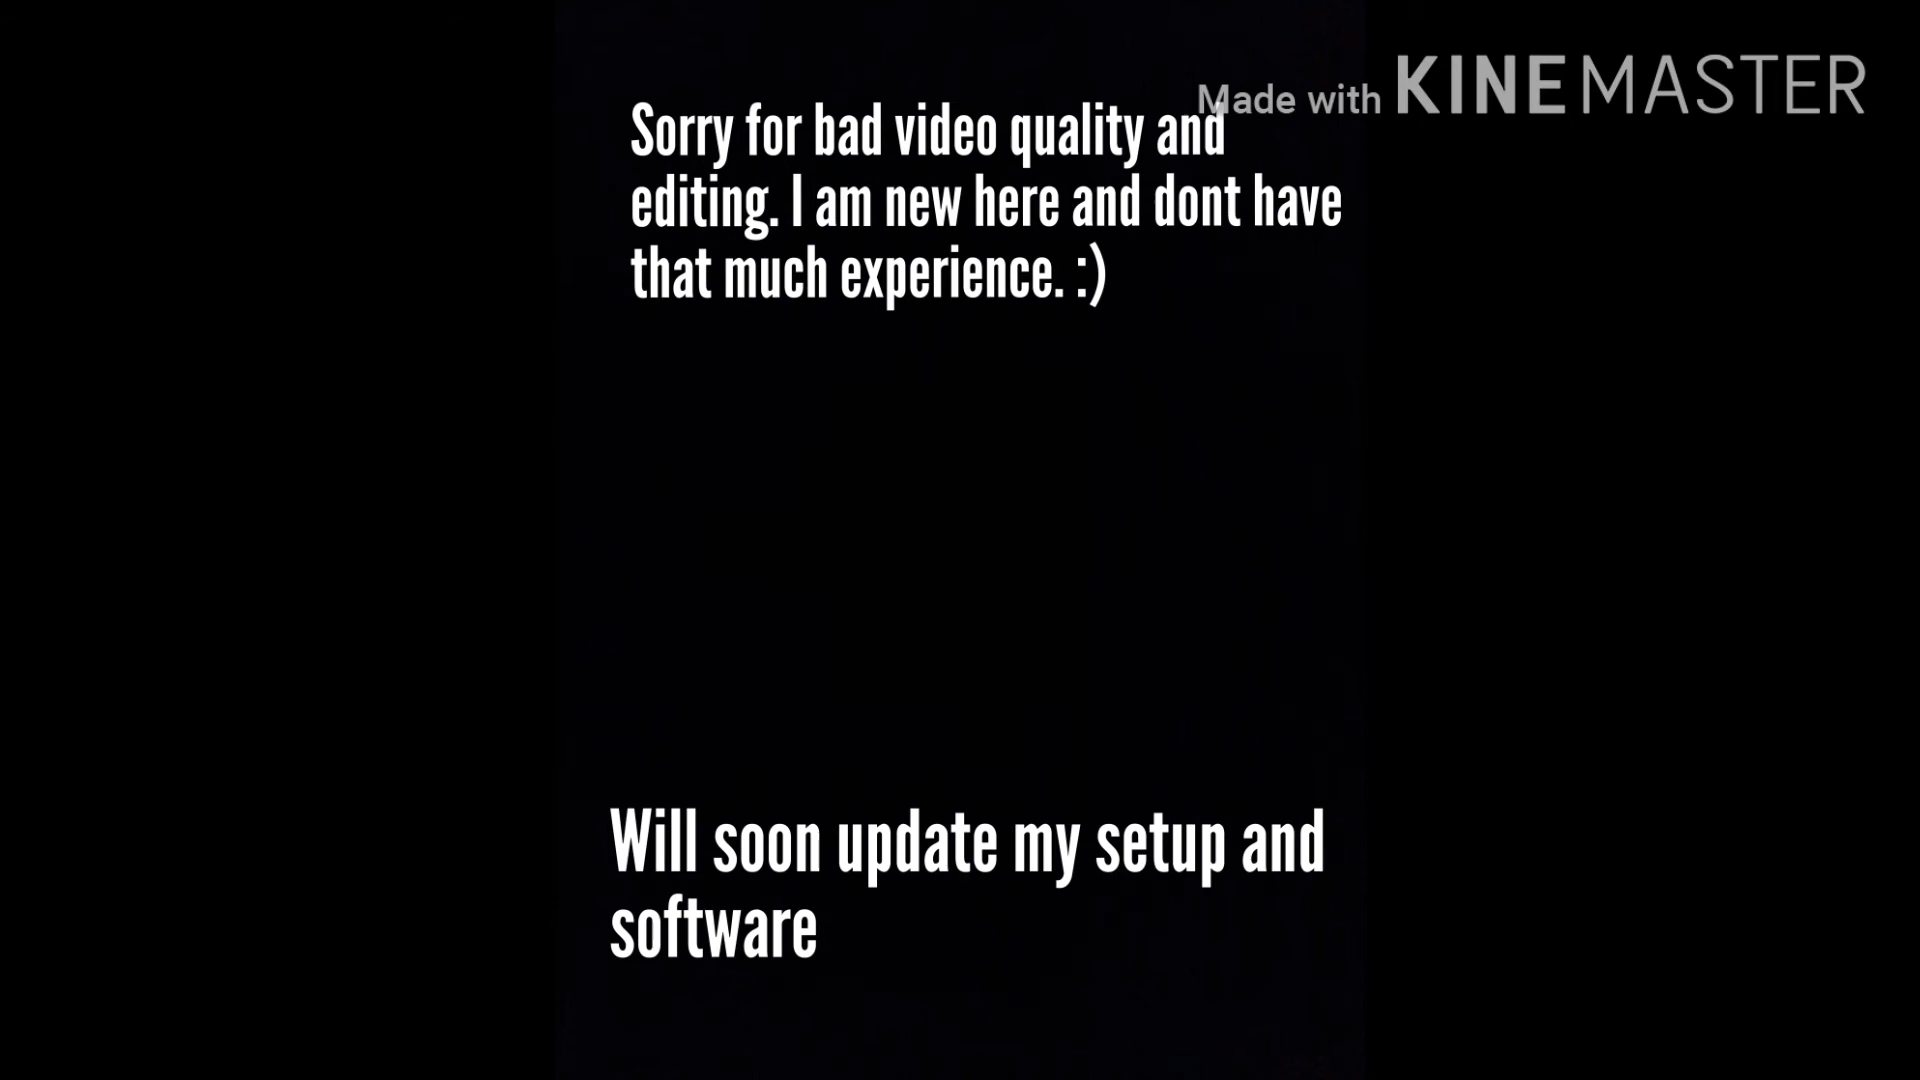 Made with KINEMASTER
Sorry for bad video quality and
editing. I am new here and dont have
that much experience. :)
Will soon update my setup and
software